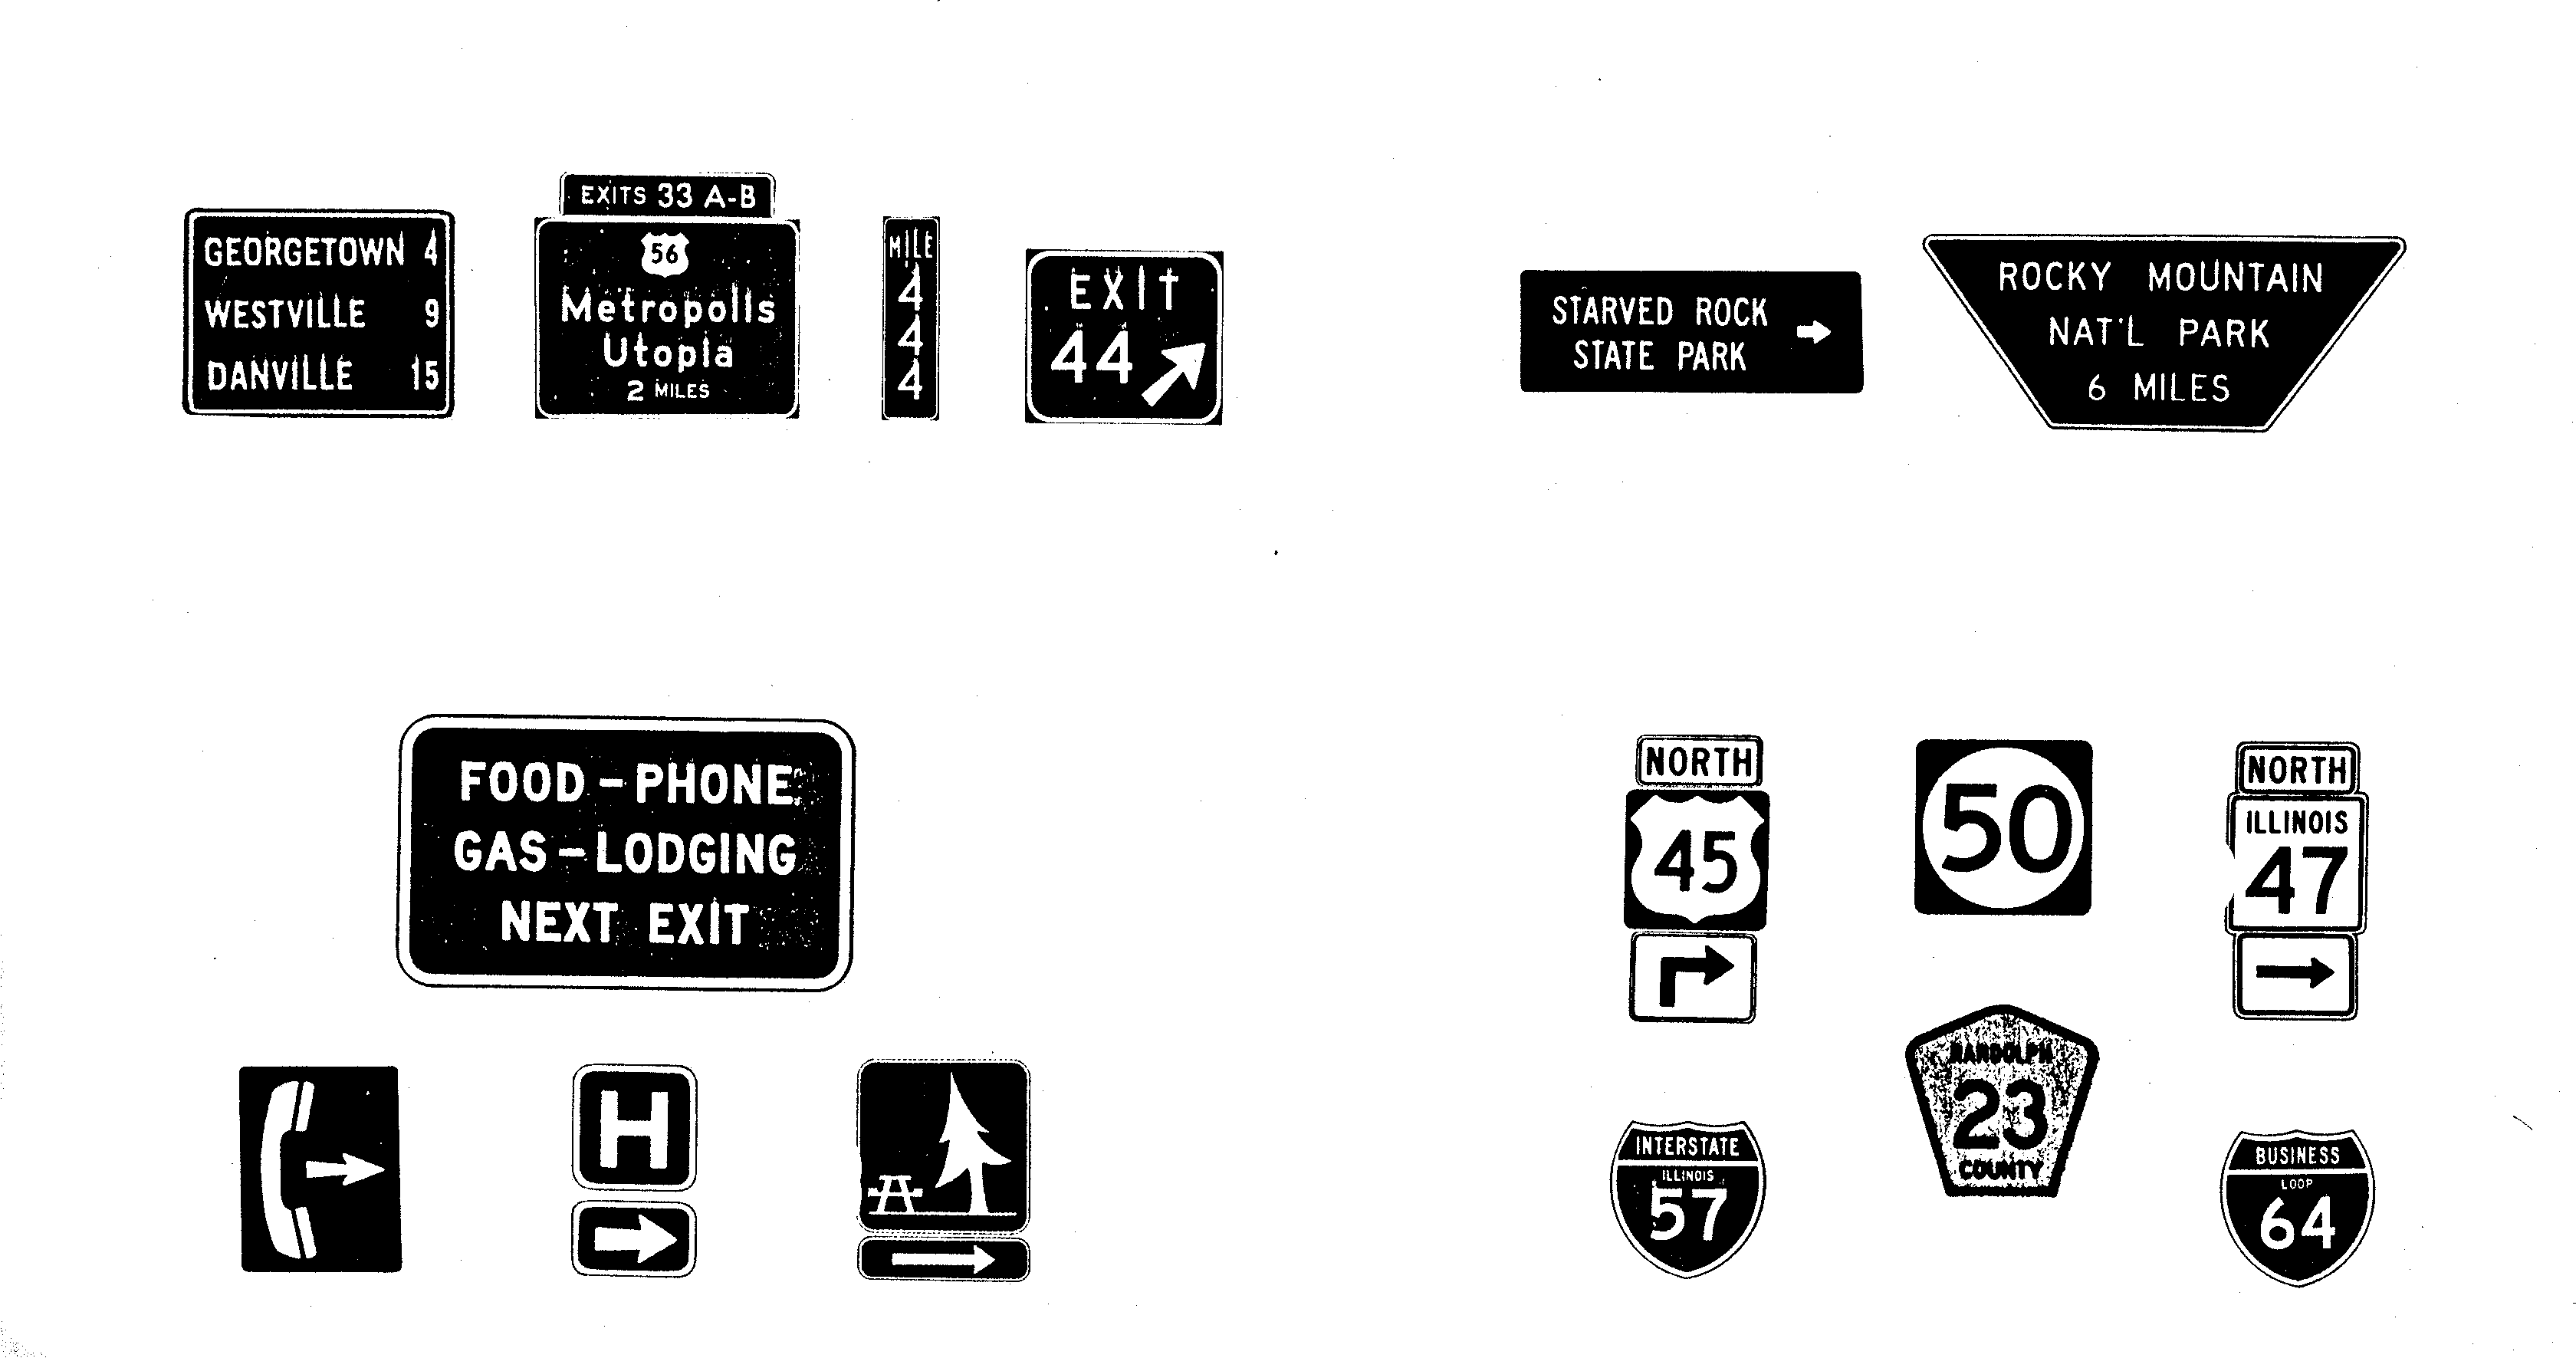 GEORGETOWN 4
WESTVILLE 9
DANVILLE 15
EXITS 33 A-B
56
Metropolis
Utopia
2 MILES
MILE
4
4
4
EXIT
44
STARVED ROCK
STATE PARK
ROCKY MOUNTAIN
NAT'L PARK
6 MILES
FOOD - PHONE
GAS - LODGING
NEXT EXIT
H
NORTH
45
50
NORTH
ILLINOIS
47
INTERSTATE
ILLINOIS
57
RANDOLPH
23
COUNTY
BUSINESS
LOOP
64